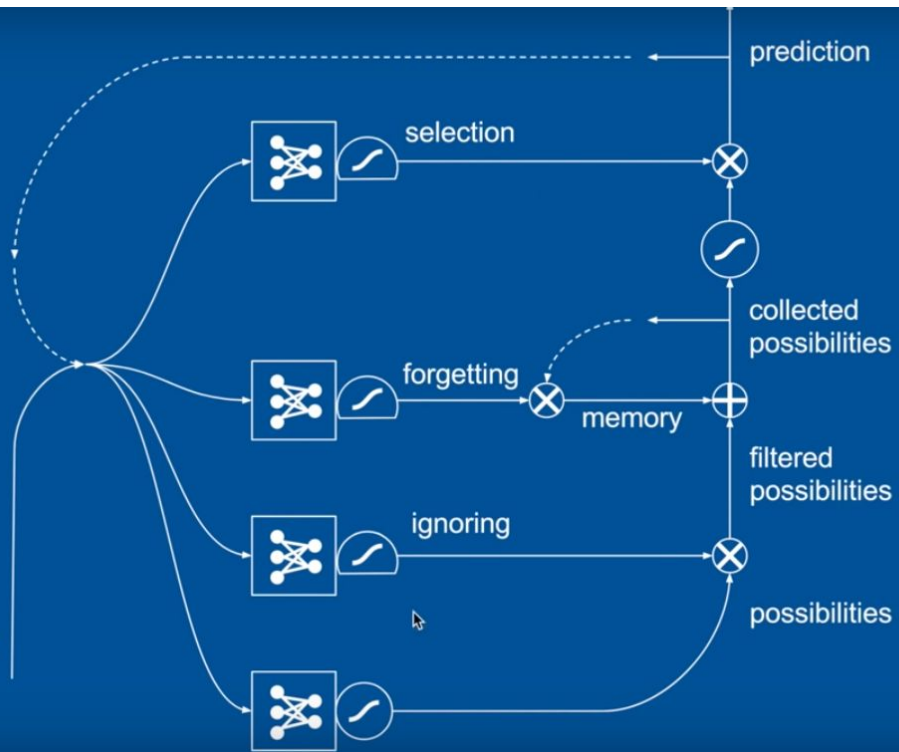 prediction
selection
collected
possibilities
forgetting
memory
filtered
possibilities
ignoring
possibilities